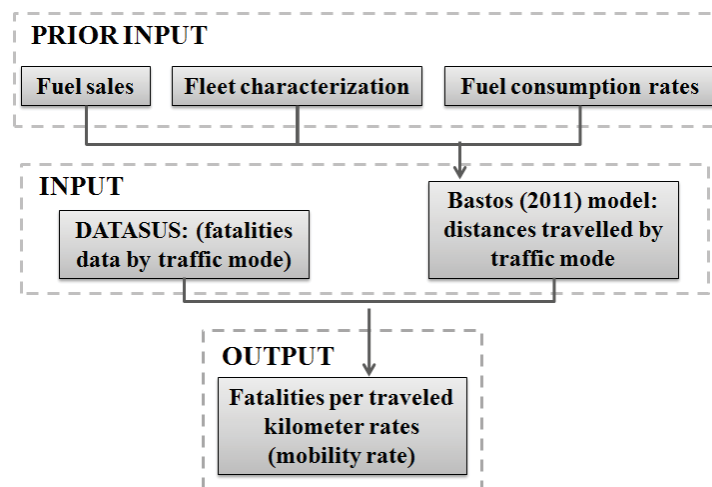 PRIOR INPUT
Fuel sales
Fleet characterization
Fuel consumption rates
INPUT
DATASUS: (fatalities
data by traffic mode)
Bastos (2011) model:
distances travelled by
traffic mode
OUTPUT
Fatalities per traveled
kilometer rates
(mobility rate)